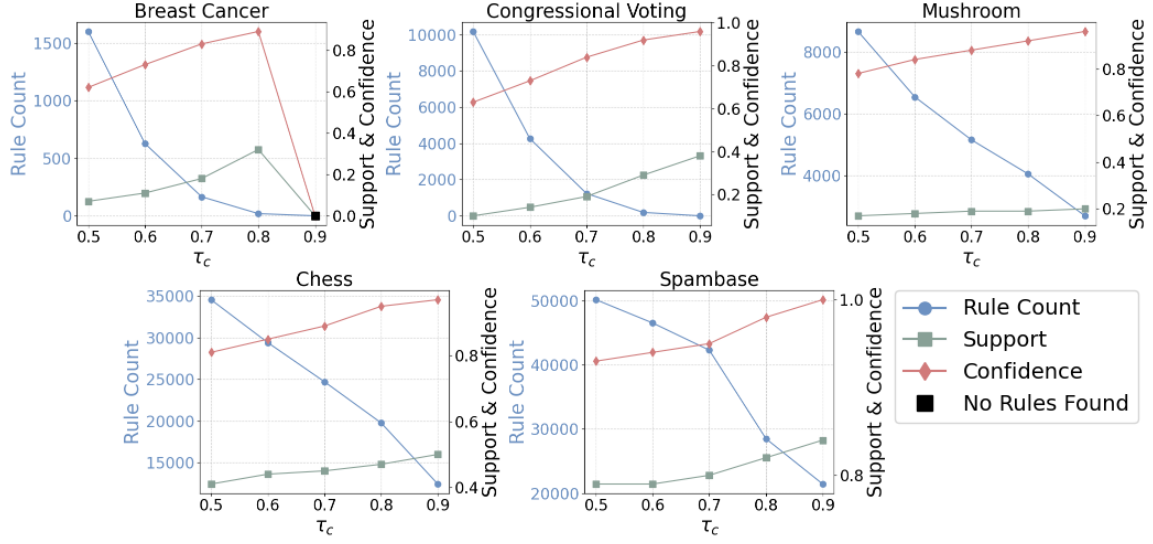 Breast Cancer
Rule Count
1500
1000
500
0
0.8
0.6
0.4
0.2
0.0
Support & Confidence
0.5 0.6 0.7 0.8 0.9
τc
Congressional Voting
Rule Count
10000
8000
6000
4000
2000
0
1.0
0.8
0.6
0.4
0.2
Support & Confidence
0.5 0.6 0.7 0.8 0.9
τc
Mushroom
Rule Count
8000
6000
4000
0.8
0.6
0.4
0.2
Support & Confidence
0.5 0.6 0.7 0.8 0.9
τc
Chess
Rule Count
35000
30000
25000
20000
15000
0.8
0.6
0.4
Support & Confidence
0.5 0.6 0.7 0.8 0.9
τc
Spambase
Rule Count
50000
40000
30000
20000
1.0
0.8
Support & Confidence
0.5 0.6 0.7 0.8 0.9
τc
Rule Count
Support
Confidence
No Rules Found